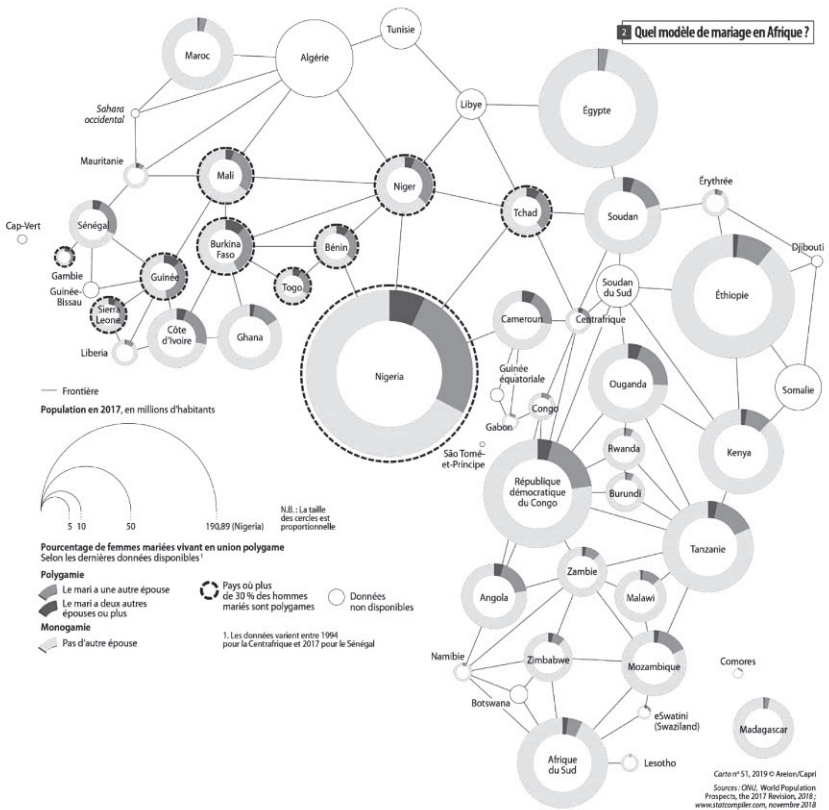 2 Quel modèle de mariage en Afrique ?
Maroc
Algérie
Tunisie
Libye
Égypte
Sahara
occidental
Mauritanie
Mali
Niger
Tchad
Soudan
Érythrée
Cap-Vert
Sénégal
Gambie
Guinée-
Bissau
Guinée
Burkina
Faso
Bénin
Togo
Sierra
Leone
Liberia
Côte
d'Ivoire
Ghana
Nigeria
Cameroun
Centrafrique
Soudan
du Sud
Éthiopie
Djibouti
Somalie
Guinée
équatoriale
Gabon
Congo
São Tomé-
et-Principe
Ouganda
Rwanda
Burundi
Kenya
République
démocratique
du Congo
Tanzanie
Angola
Zambie
Malawi
Namibie
Zimbabwe
Mozambique
Comores
Botswana
eSwatini
(Swaziland)
Madagascar
Afrique
du Sud
Lesotho
Frontière
Population en 2017, en millions d'habitants
5 10 50 190,89 (Nigeria)
N.B. : La taille
des cercles est
proportionnelle
Pourcentage de femmes mariées vivant en union polygame
Selon les dernières données disponibles 1
Polygamie
Le mari a une autre épouse
Le mari a deux autres
épouses ou plus
Monogamie
Pas d'autre épouse
Pays où plus
de 30 % des hommes
mariés sont polygames
Données
non disponibles
1. Les données varient entre 1994
pour la Centrafrique et 2017 pour le Sénégal
Carto n° 51, 2019 © Areion/Capri
Sources : ONU, World Population
Prospects, the 2017 Revision, 2018 ;
www.statcompiler.com, novembre 2018